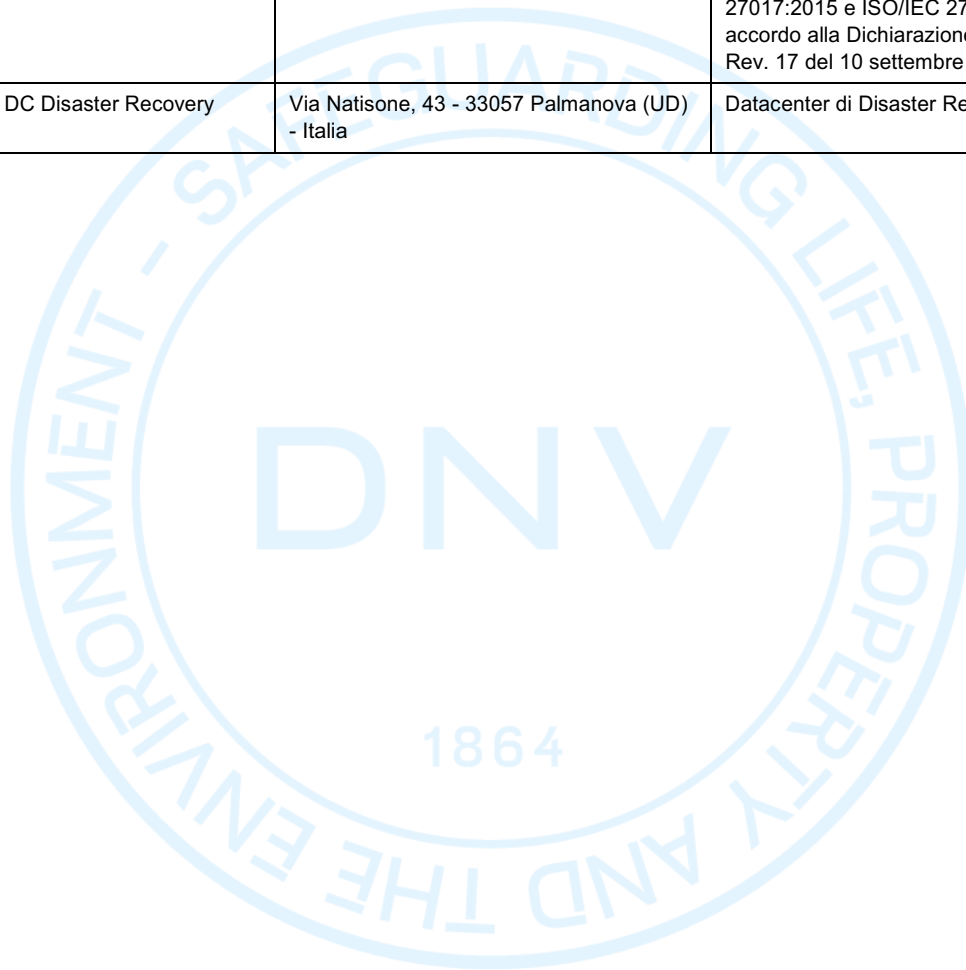 27017:2015 e ISO/IEC 27
accordo alla Dichiarazione
Rev. 17 del 10 settembre
DC Disaster Recovery
Via Natisone, 43 - 33057 Palmanova (UD)
- Italia
Datacenter di Disaster Re
SAFEGUARDING LIFE, PROPERTY AND THE ENVIRONMENT -
DNV
1864